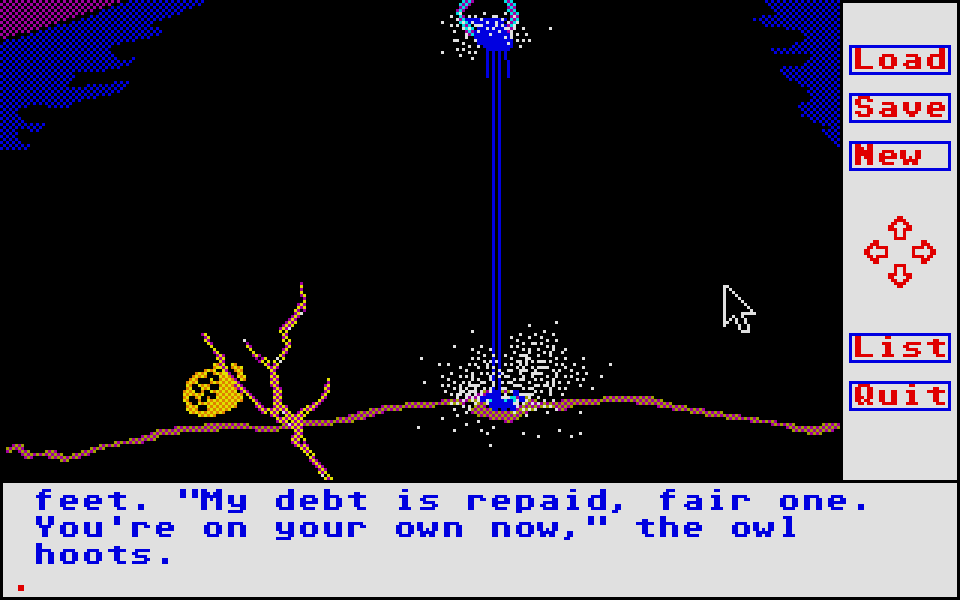 Load
Save
New
List
Quit
feet. "My debt is repaid, fair one.
You're on your own now," the owl
hoots.